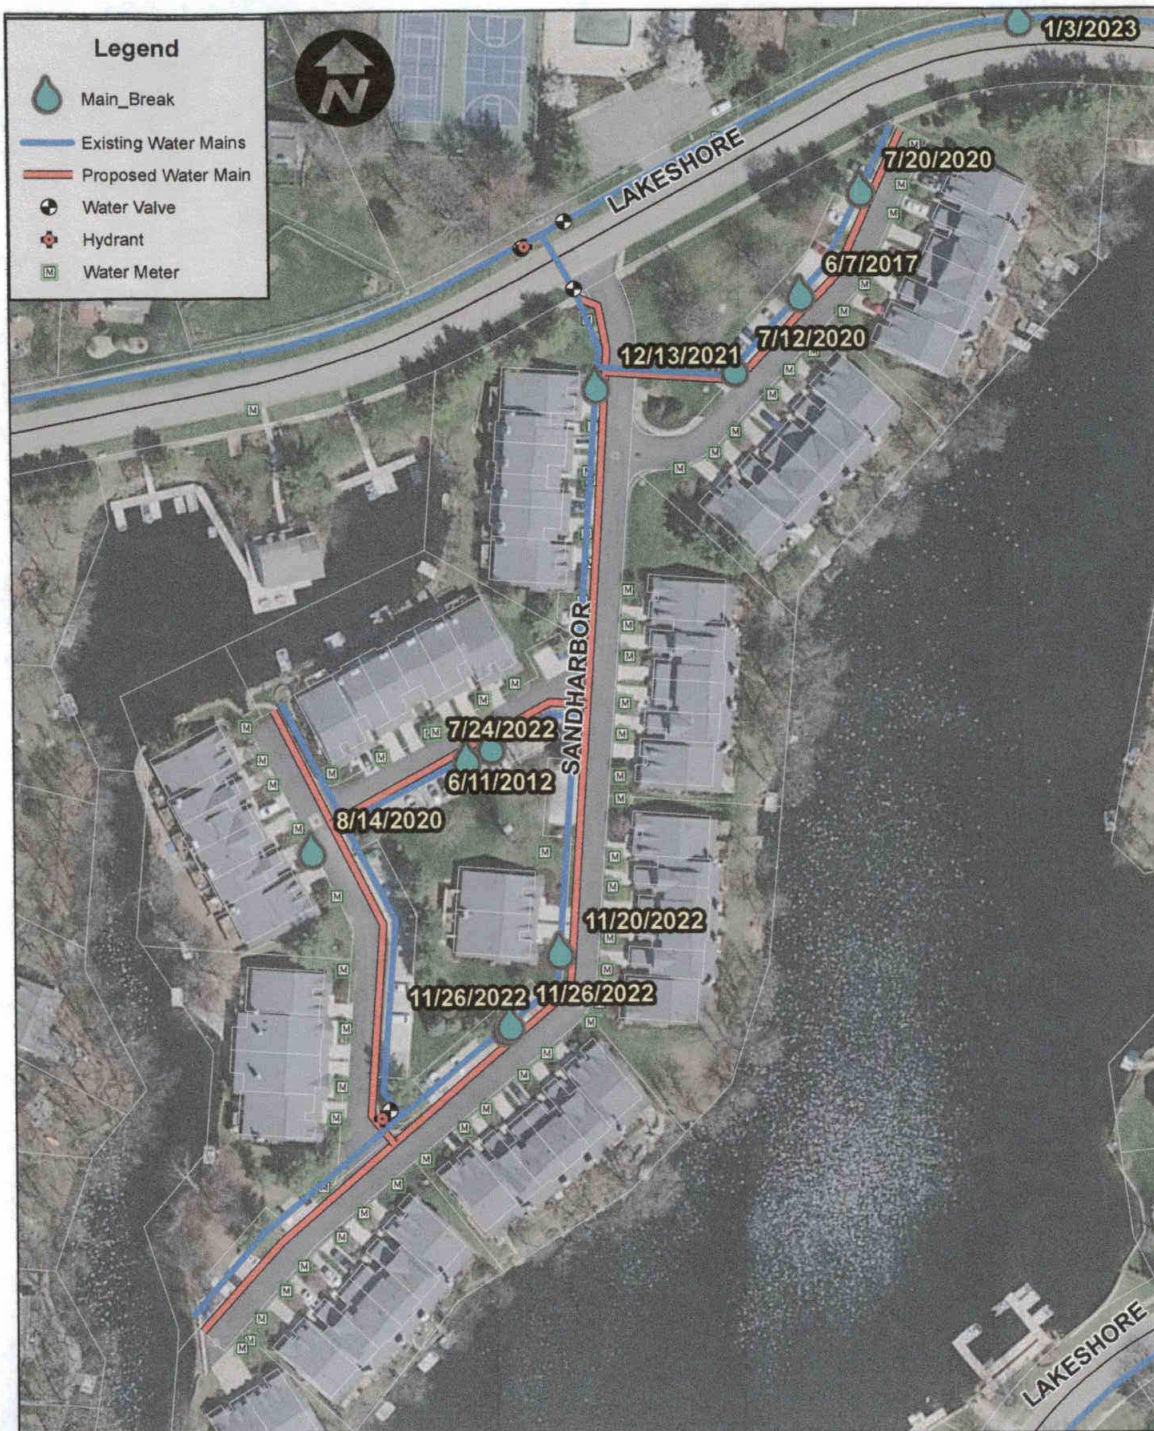 Legend
Main_Break
Existing Water Mains
Proposed Water Main
Water Valve
Hydrant
M Water Meter
N
1/3/2023
LAKESHORE
7/20/2020
6/7/2017
7/12/2020
12/13/2021
SANDHARBOR
7/24/2022
6/11/2012
8/14/2020
11/20/2022
11/26/2022
11/26/2022
LAKESHORE